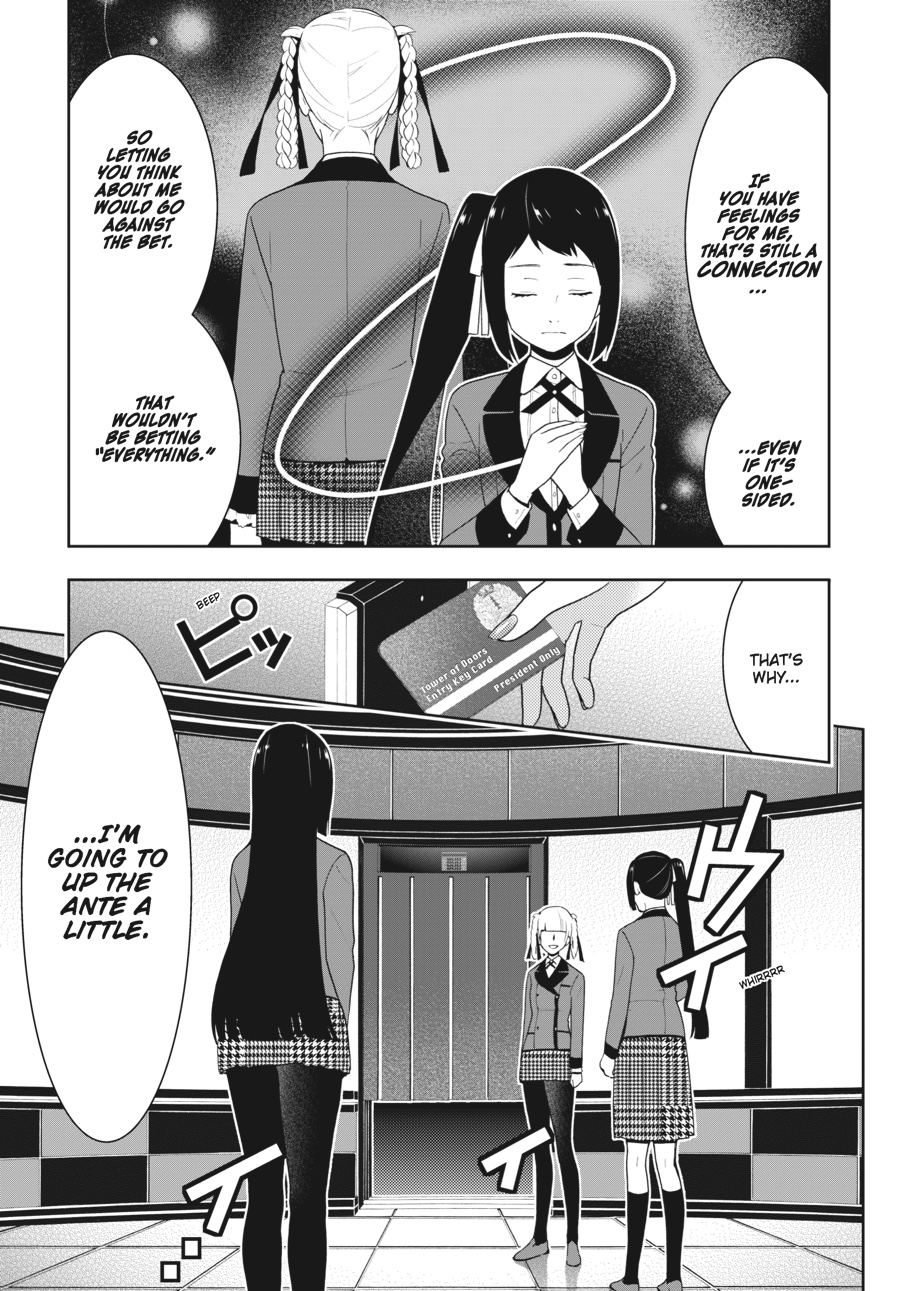 IF
YOU HAVE
FEELINGS
FOR ME,
THAT'S STILL A
CONNECTION
...
...EVEN
IF IT'S
ONE-
SIDED.
SO
LETTING
YOU THINK
ABOUT ME
WOULD GO
AGAINST
THE BET.
THAT
WOULDN'T
BE BETTING
"EVERYTHING."
THAT'S
WHY...
Tower of Doors
Entry Key Card
President Only
BEEP
ピッ
...I'M
GOING TO
UP THE
ANTE A
LITTLE.
ウィ
WHIRRRR
イイロロ